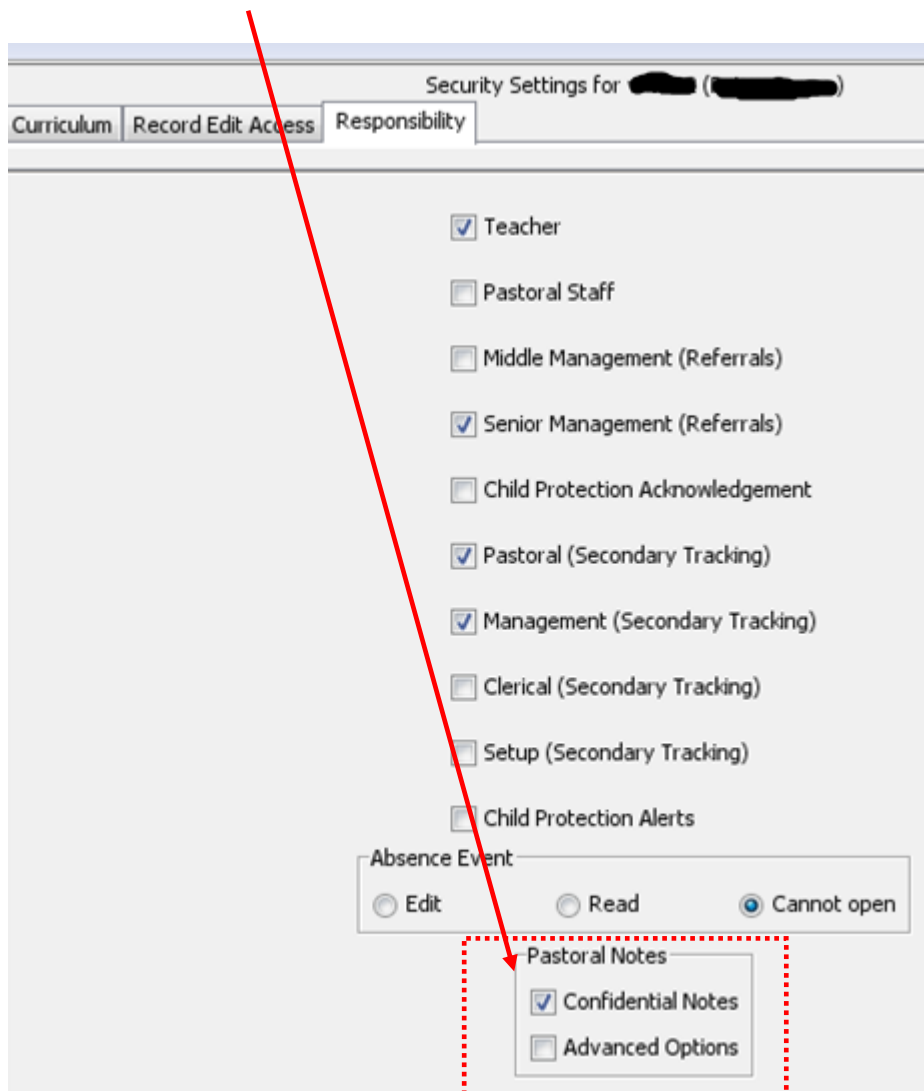 Security Settings for ( )
Curriculum Record Edit Access Responsibility
Teacher
Pastoral Staff
Middle Management (Referrals)
Senior Management (Referrals)
Child Protection Acknowledgement
Pastoral (Secondary Tracking)
Management (Secondary Tracking)
Clerical (Secondary Tracking)
Setup (Secondary Tracking)
Child Protection Alerts
Absence Event
Edit Read Cannot open
Pastoral Notes
Confidential Notes
Advanced Options